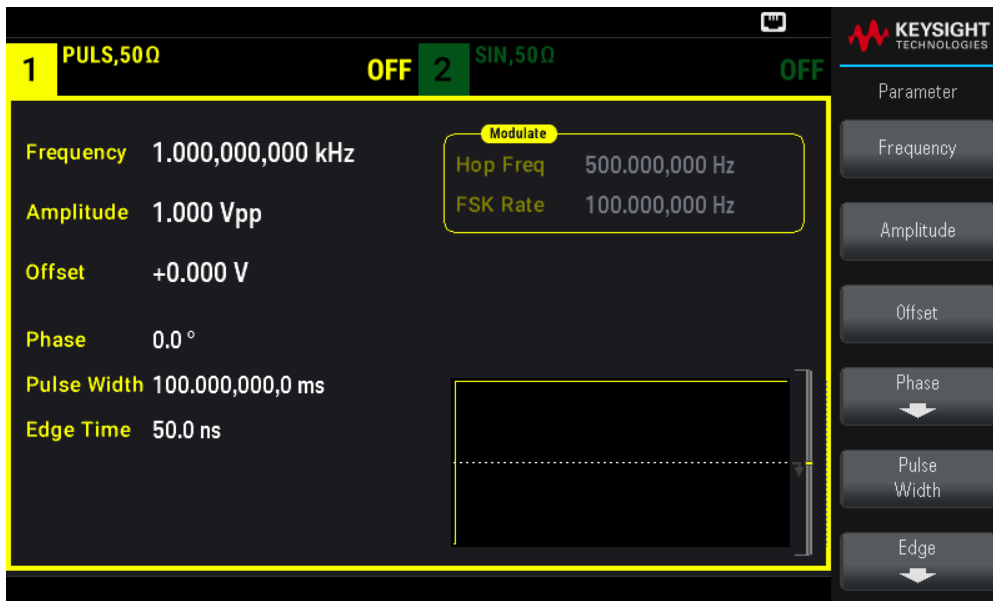 1 PULS,50Ω OFF 2 SIN,50Ω OFF
KEYSIGHT
TECHNOLOGIES
Parameter
Frequency 1.000,000,000 kHz
Amplitude 1.000 Vpp
Offset +0.000 V
Phase 0.0 °
Pulse Width 100.000,000,0 ms
Edge Time 50.0 ns
Modulate
Hop Freq 500.000,000 Hz
FSK Rate 100.000,000 Hz
Frequency
Amplitude
Offset
Phase
Pulse
Width
Edge